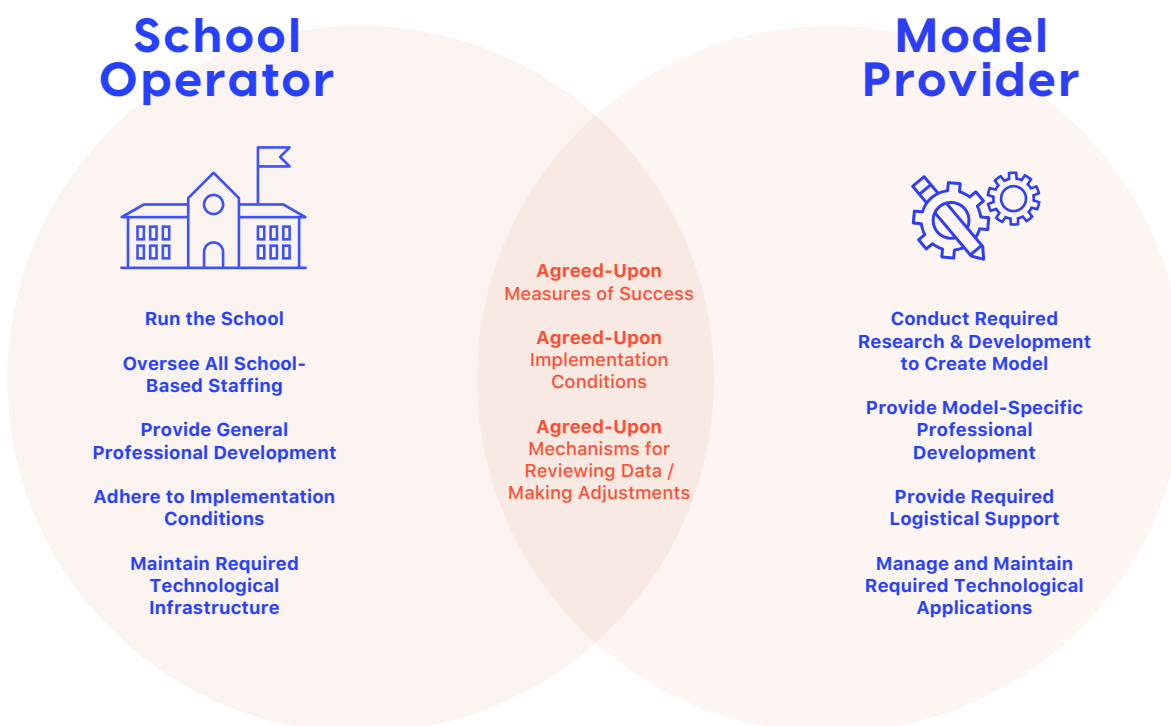 School
Operator
Run the School
Oversee All School-
Based Staffing
Provide General
Professional Development
Adhere to Implementation
Conditions
Maintain Required
Technological
Infrastructure
Agreed-Upon
Measures of Success
Agreed-Upon
Implementation
Conditions
Agreed-Upon
Mechanisms for
Reviewing Data /
Making Adjustments
Model
Provider
Conduct Required
Research & Development
to Create Model
Provide Model-Specific
Professional
Development
Provide Required
Logistical Support
Manage and Maintain
Required Technological
Applications